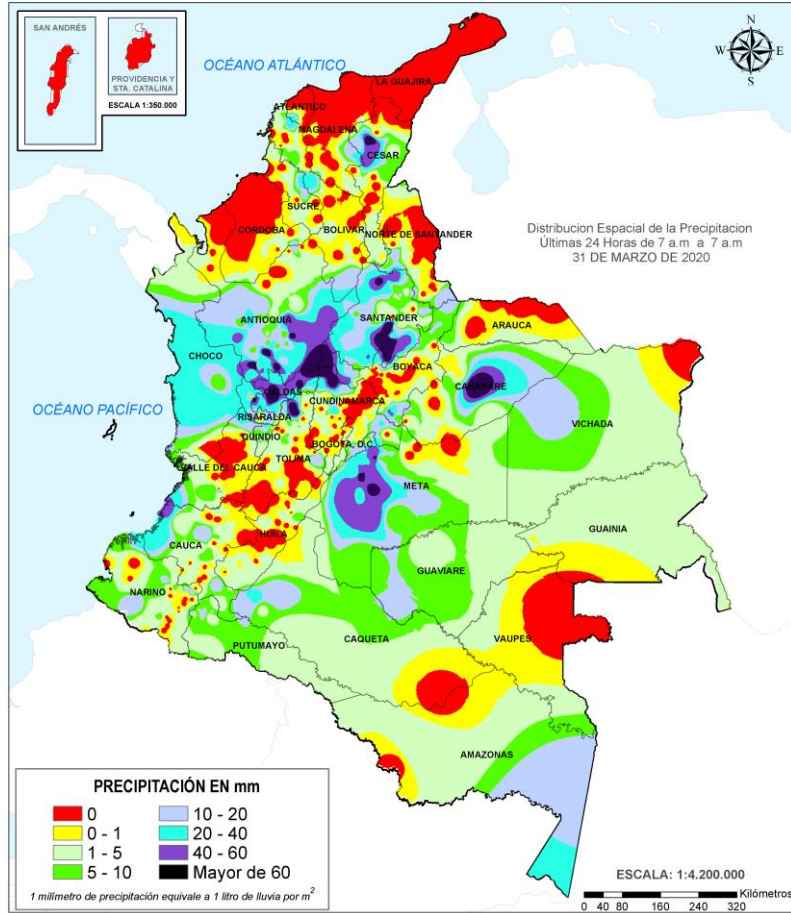 SAN ANDRÉS
PROVIDENCIA Y
STA. CATALINA
ESCALA 1:350.000
OCÉANO ATLÁNTICO
N
W
E
S
LA GUAJIRA
ATLANTICO
MAGDALENA
CESAR
SUCRE
CORDOBA
BOLIVAR
NORTE DE SANTANDER
Distribucion Espacial de la Precipitacion
Últimas 24 Horas de 7 a.m a 7 a.m
31 DE MARZO DE 2020
ANTIOQUIA
SANTANDER
ARAUCA
CHOCO
BOYACA
CASANARE
CALDAS
CUNDINAMARCA
OCÉANO PACÍFICO
RISARALDA
VICHADA
QUINDIO
BOGOTA, D.C.
VALLE DEL CAUCA
TOLIMA
META
GUAINIA
HUILA
CAUCA
GUAVIARE
NARIÑO
CAQUETA
VAUPES
PUTUMAYO
AMAZONAS
PRECIPITACIÓN EN mm
0
10 - 20
0 - 1
20 - 40
1 - 5
40 - 60
5 - 10
Mayor de 60
1 milímetro de precipitación equivale a 1 litro de lluvia por m²
ESCALA: 1:4.200.000
Kilómetros
0 40 80 160 240 320